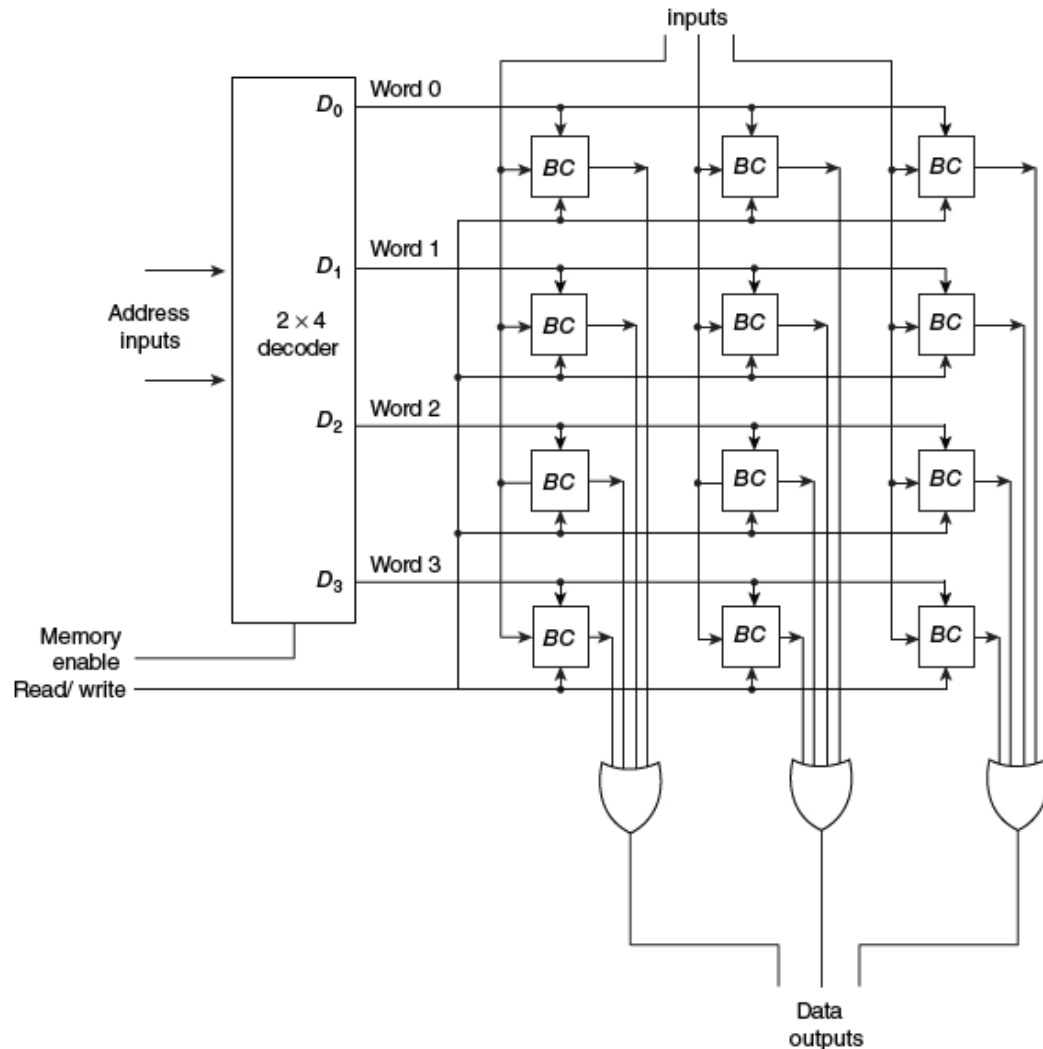 inputs
Word 0
D0
BC BC BC
Word 1
D1
Address
inputs
2 × 4
decoder
BC BC BC
Word 2
D2
BC BC BC
Word 3
D3
BC BC BC
Memory
enable
Read/ write
Data
outputs